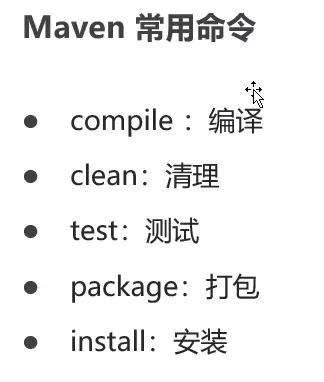 Maven 常用命令
● compile ：编译
● clean：清理
● test：测试
● package：打包
● install：安装